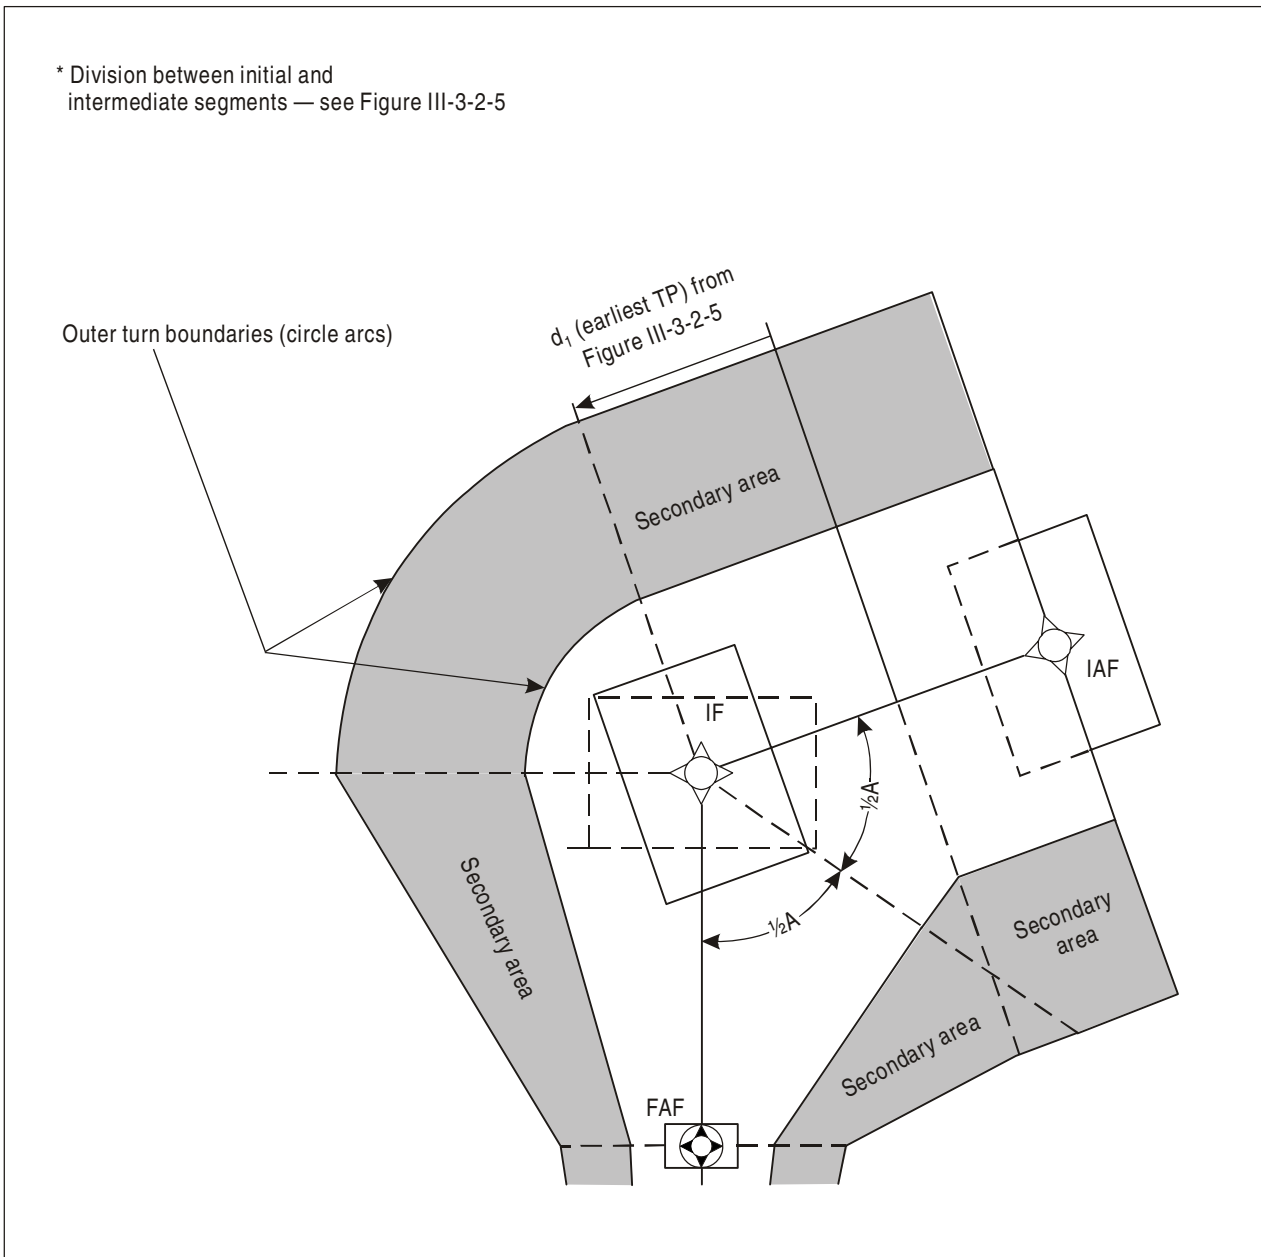 * Division between initial and
intermediate segments — see Figure III-3-2-5
d₁ (earliest TP) from
Figure III-3-2-5
Outer turn boundaries (circle arcs)
Secondary area
IAF
IF
½A
½A
Secondary area
Secondary
area
Secondary area
FAF